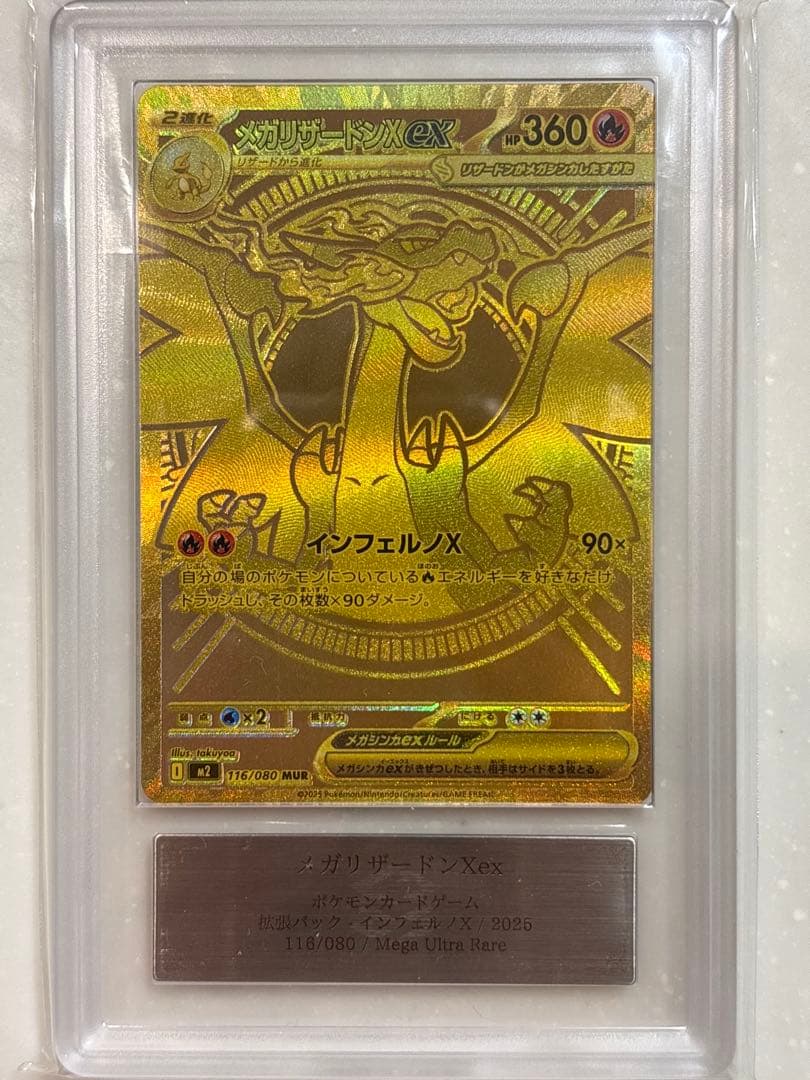 2進化
メガリザードンXex
HP360
リザードから進化
リザードンがメガシンカしたすがた
インフェルノX 90×
自分の場のポケモンについているエネルギーを好きなだけ
トラッシュし、その枚数×90ダメージ。
弱点 ×2 抵抗力 にげる
メガシンカexルール
メガシンカexがきぜつしたとき、相手はサイドを3枚とる。
Illus. takuyoa
I M2 116/080 MUR
©2025 Pokémon/Nintendo/Creatures/GAME FREAK
メガリザードンXex
ポケモンカードゲーム
拡張パック - インフェルノX / 2025
116/080 / Mega Ultra Rare